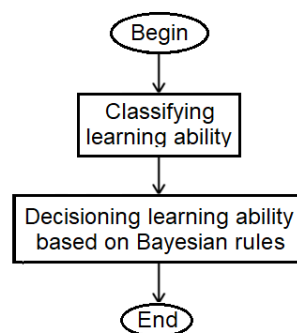 Begin
Classifying
learning ability
Decisioning learning ability
based on Bayesian rules
End